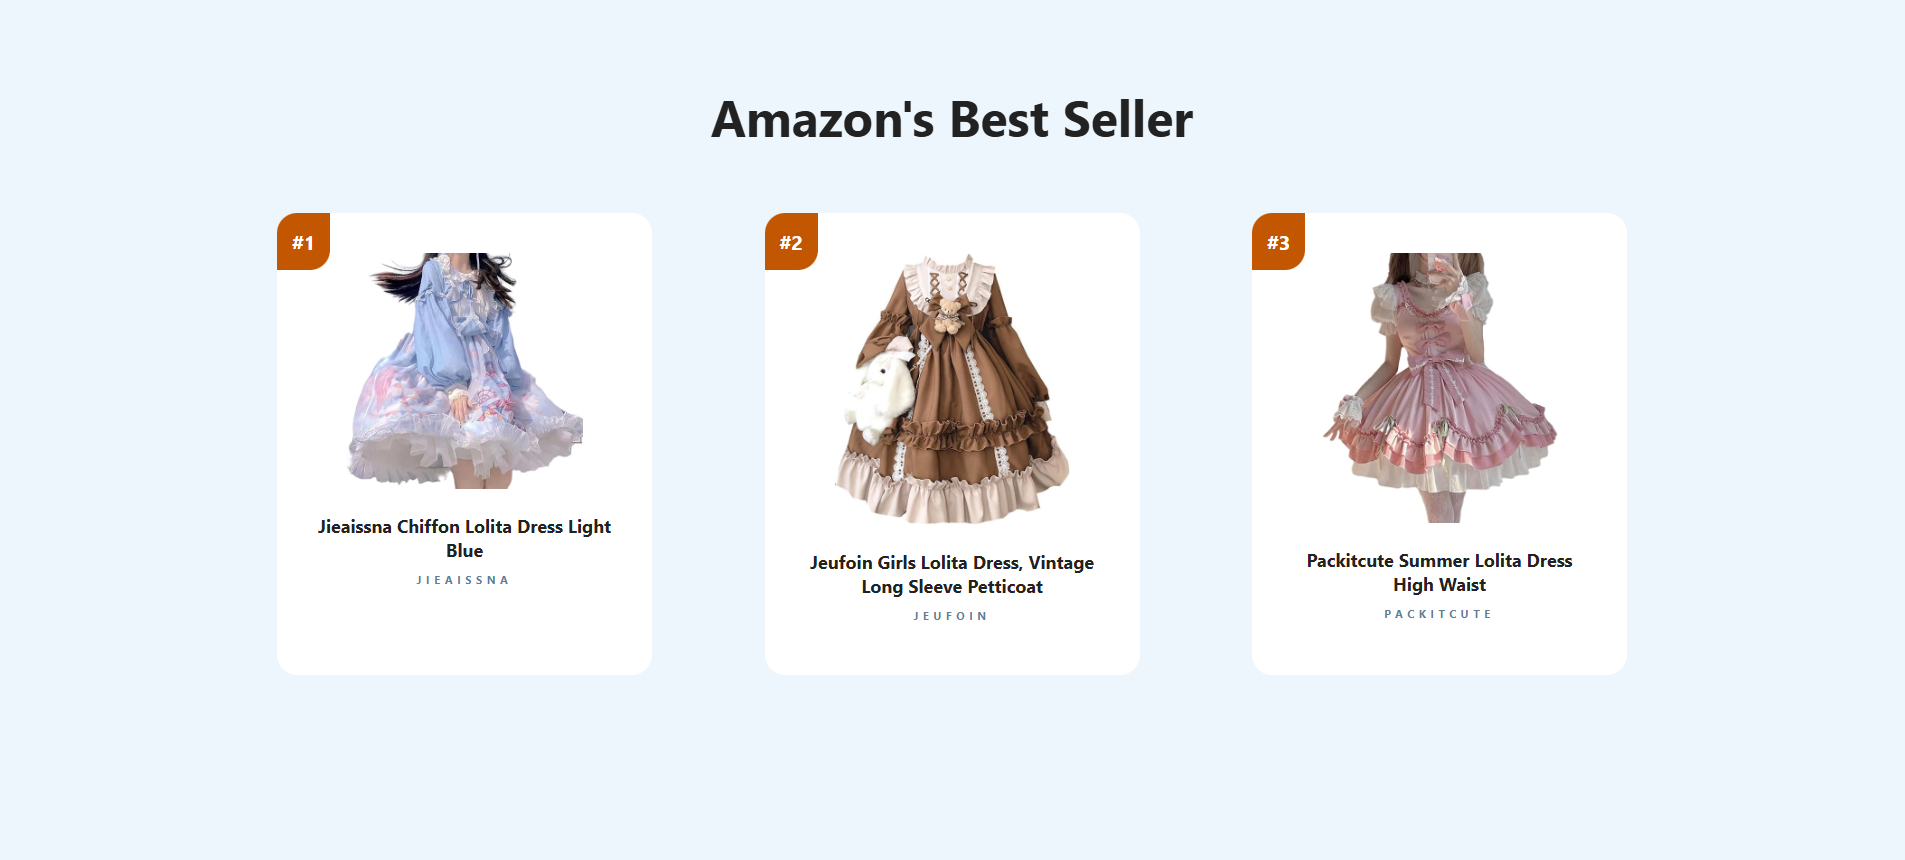 Amazon's Best Seller
#1
Jieaissna Chiffon Lolita Dress Light
Blue
JIEAISSNA
#2
Jeufoin Girls Lolita Dress, Vintage
Long Sleeve Petticoat
JEUFOIN
#3
Packitcute Summer Lolita Dress
High Waist
PACKITCUTE